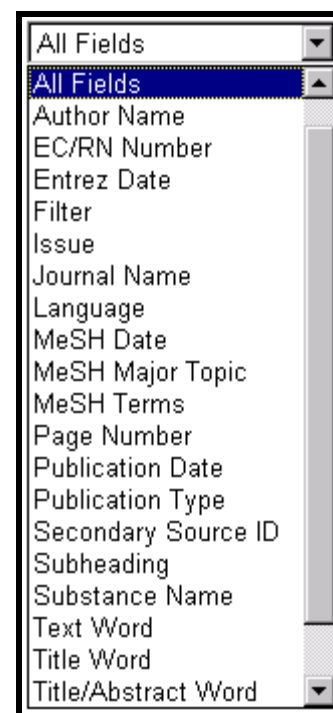 All Fields
All Fields
Author Name
EC/RN Number
Entrez Date
Filter
Issue
Journal Name
Language
MeSH Date
MeSH Major Topic
MeSH Terms
Page Number
Publication Date
Publication Type
Secondary Source ID
Subheading
Substance Name
Text Word
Title Word
Title/Abstract Word